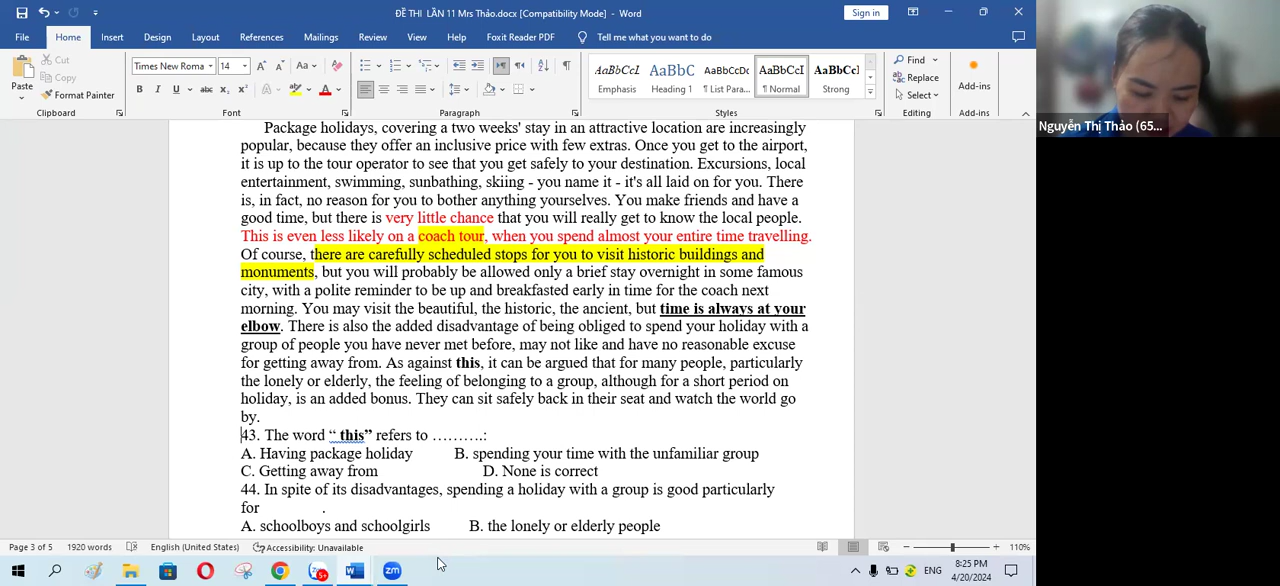 ĐỀ THI LẦN 11 Mrs Thảo.docx [Compatibility Mode] - Word
Sign in
File Home Insert Design Layout References Mailings Review View Help Foxit Reader PDF Tell me what you want to do
Paste
Cut
Copy
Format Painter
Clipboard
Times New Roma 14
Font
Paragraph
AaBbCcI Emphasis
AaBbC Heading 1
AaBbCcDc ¶ List Para...
AaBbCcI ¶ Normal
AaBbCcl Strong
Styles
Find
Replace
Select
Editing
Add-ins
Add-ins
Nguyễn Thị Thảo (65...
Package holidays, covering a two weeks' stay in an attractive location are increasingly
popular, because they offer an inclusive price with few extras. Once you get to the airport,
it is up to the tour operator to see that you get safely to your destination. Excursions, local
entertainment, swimming, sunbathing, skiing - you name it - it's all laid on for you. There
is, in fact, no reason for you to bother anything yourselves. You make friends and have a
good time, but there is very little chance that you will really get to know the local people.
This is even less likely on a coach tour, when you spend almost your entire time travelling.
Of course, there are carefully scheduled stops for you to visit historic buildings and
monuments, but you will probably be allowed only a brief stay overnight in some famous
city, with a polite reminder to be up and breakfasted early in time for the coach next
morning. You may visit the beautiful, the historic, the ancient, but time is always at your
elbow. There is also the added disadvantage of being obliged to spend your holiday with a
group of people you have never met before, may not like and have no reasonable excuse
for getting away from. As against this, it can be argued that for many people, particularly
the lonely or elderly, the feeling of belonging to a group, although for a short period on
holiday, is an added bonus. They can sit safely back in their seat and watch the world go
by.
43. The word “ this” refers to ……….:
A. Having package holiday B. spending your time with the unfamiliar group
C. Getting away from D. None is correct
44. In spite of its disadvantages, spending a holiday with a group is good particularly
for .
A. schoolboys and schoolgirls B. the lonely or elderly people
Page 3 of 5 1920 words English (United States) Accessibility: Unavailable 110%
ENG
8:25 PM
4/20/2024